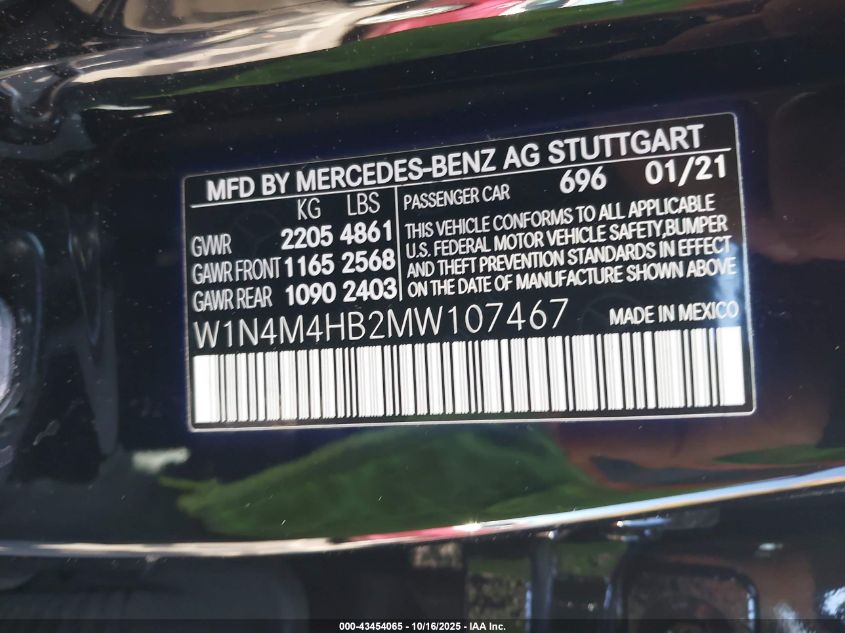 MFD BY MERCEDES-BENZ AG STUTTGART
KG LBS
GVWR 2205 4861
GAWR FRONT 1165 2568
GAWR REAR 1090 2403
PASSENGER CAR 696 01/21
THIS VEHICLE CONFORMS TO ALL APPLICABLE
U.S. FEDERAL MOTOR VEHICLE SAFETY,BUMPER
AND THEFT PREVENTION STANDARDS IN EFFECT
ON THE DATE OF MANUFACTURE SHOWN ABOVE
W1N4M4HB2MW107467 MADE IN MEXICO
000-43454065 - 10/16/2025 - IAA Inc.